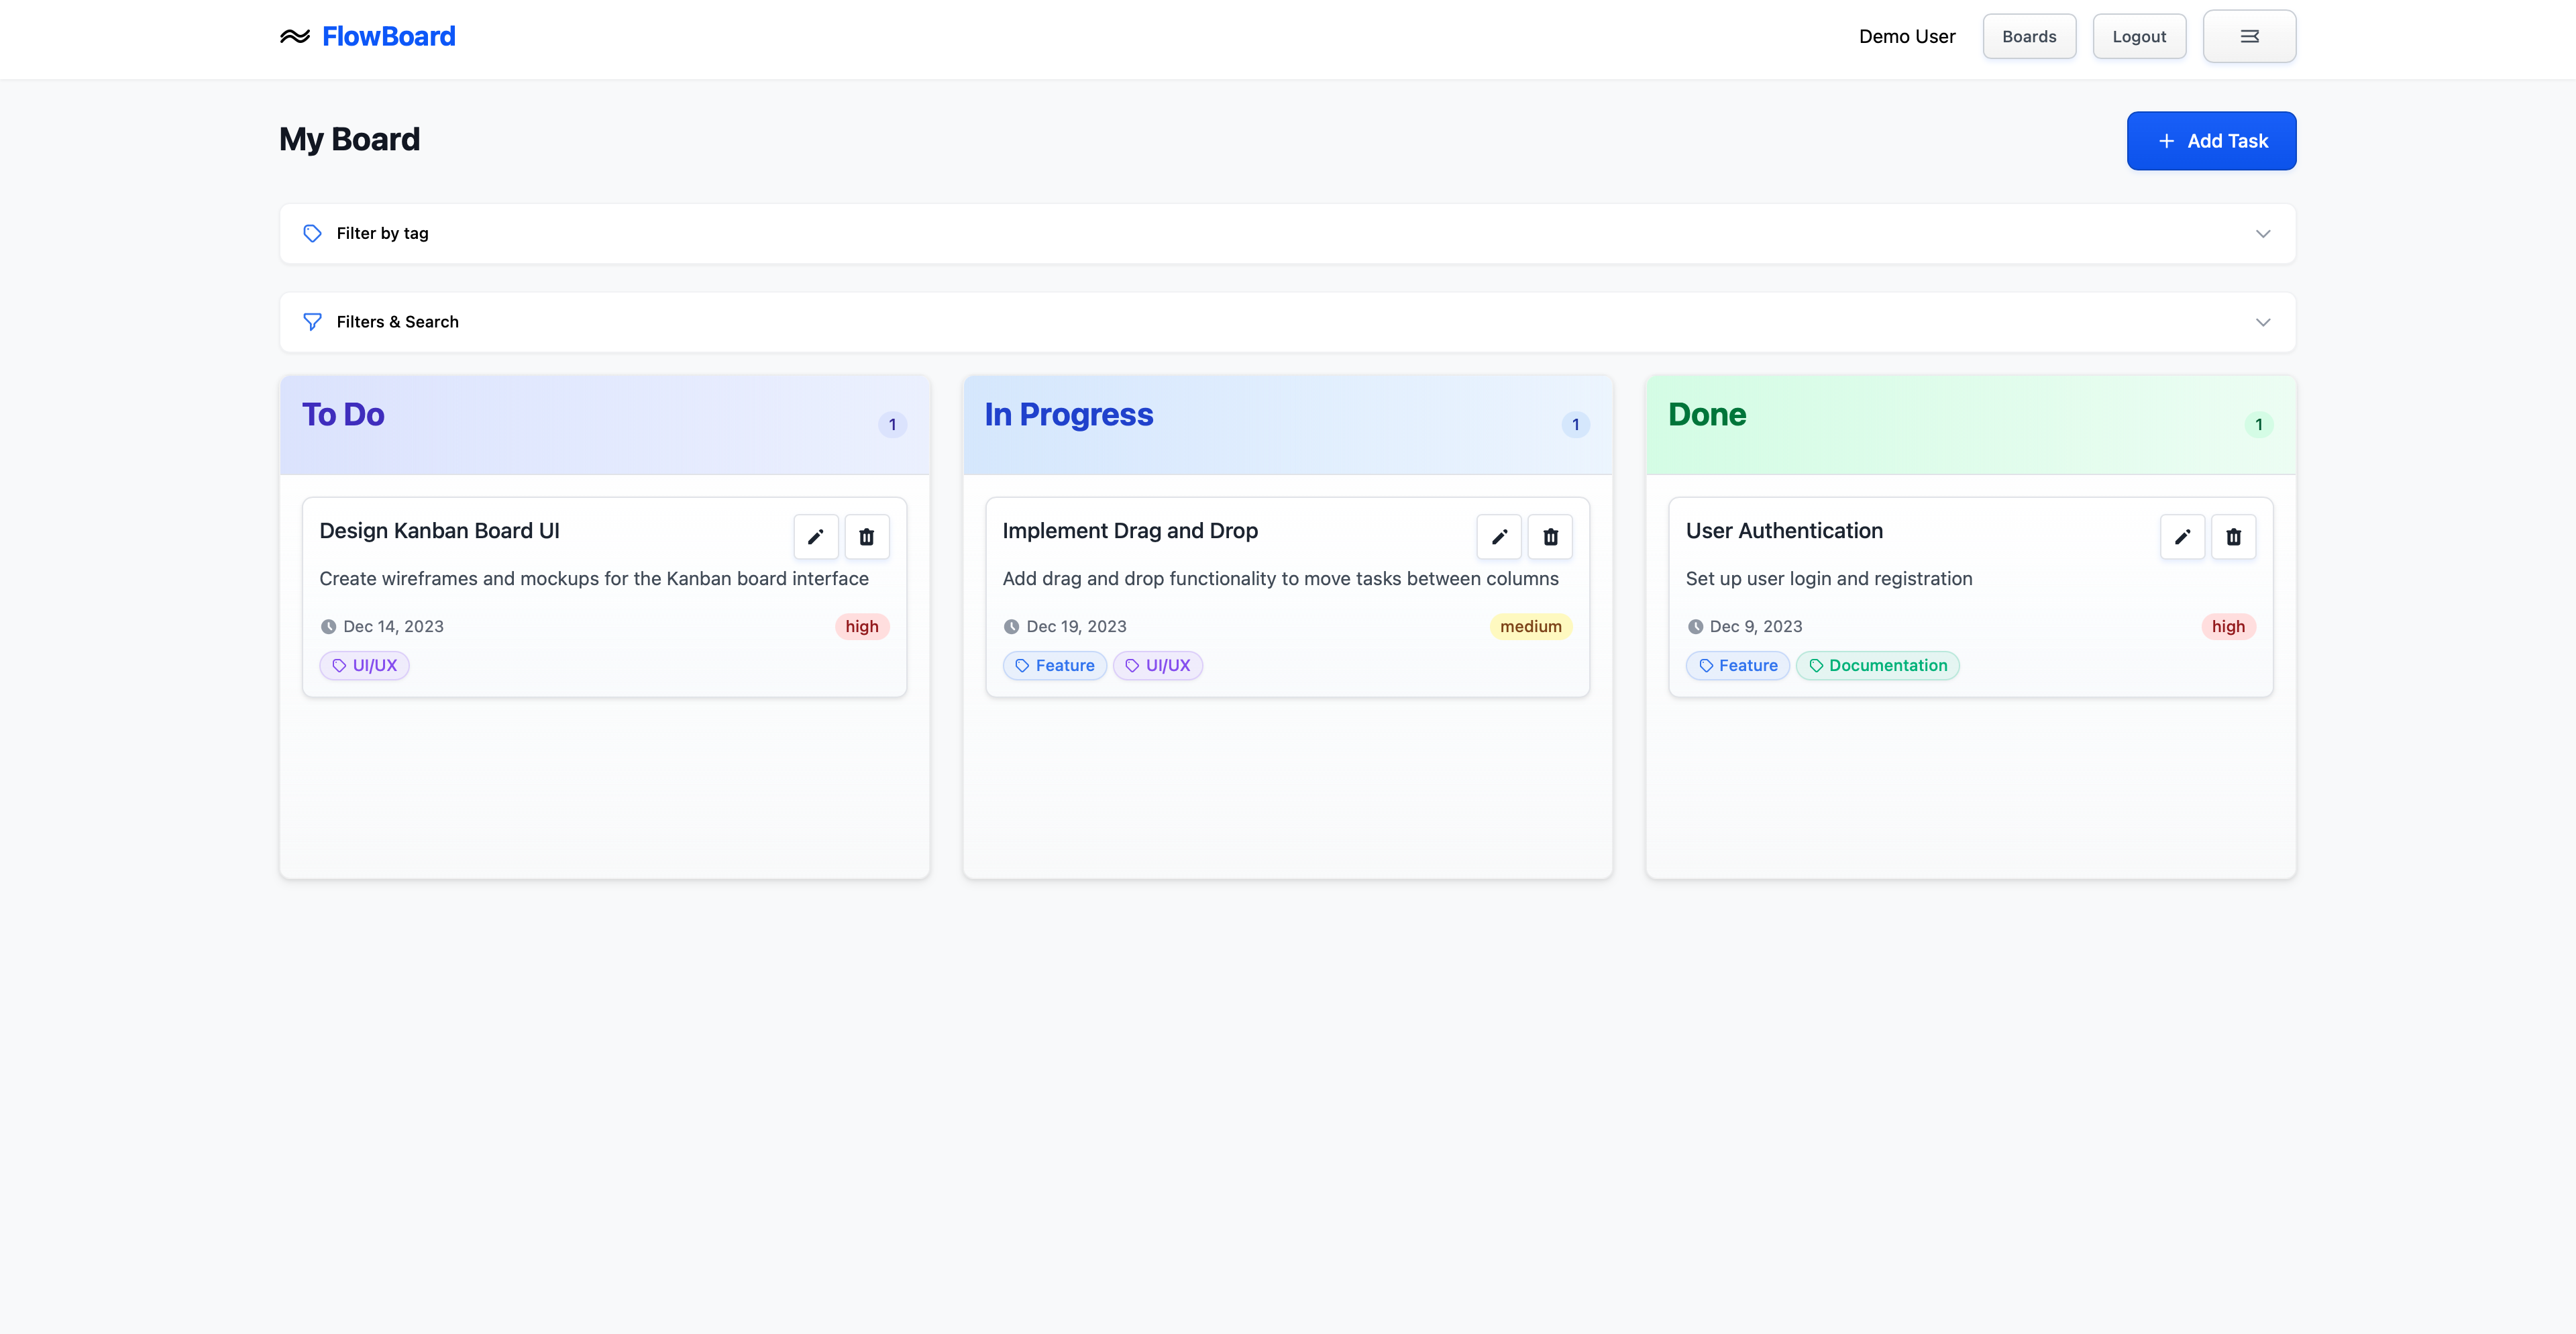 FlowBoard
Demo User
Boards
Logout
My Board
Add Task
Filter by tag
Filters & Search
To Do
1
Design Kanban Board UI
Create wireframes and mockups for the Kanban board interface
Dec 14, 2023
high
UI/UX
In Progress
1
Implement Drag and Drop
Add drag and drop functionality to move tasks between columns
Dec 19, 2023
medium
Feature
UI/UX
Done
1
User Authentication
Set up user login and registration
Dec 9, 2023
high
Feature
Documentation